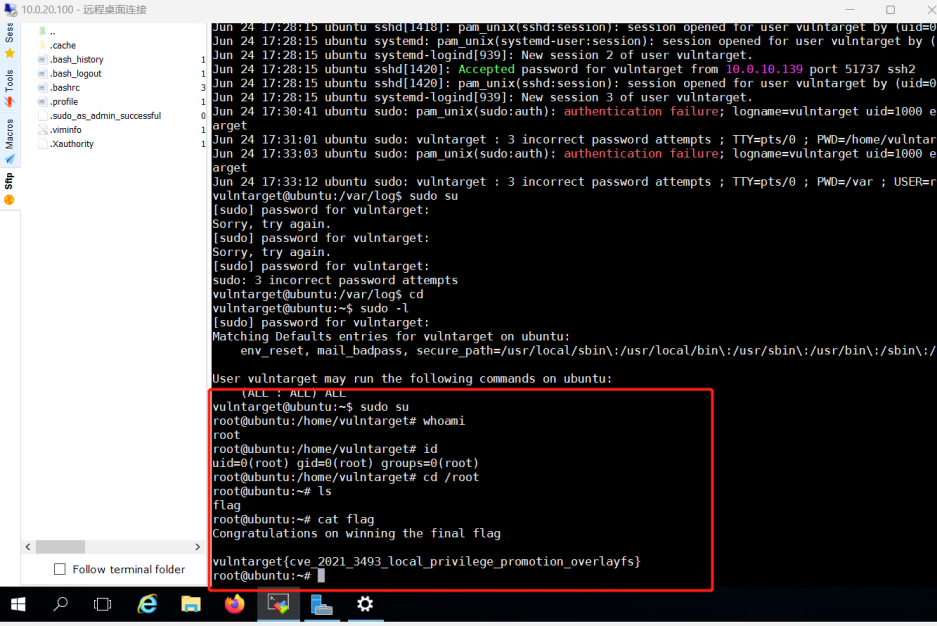 10.0.20.100 - 远程桌面连接
Sess
Tools
Macros
Sftp
..
.cache
.bash_history 1
.bash_logout 1
.bashrc 3
.profile 1
.sudo_as_admin_successful 0
.viminfo 1
.Xauthority 1
Follow terminal folder
Jun 24 17:28:15 ubuntu sshd[1418]: pam_unix(sshd:session): session opened for user vulntarget by (uid=0
Jun 24 17:28:15 ubuntu systemd: pam_unix(systemd-user:session): session opened for user vulntarget by (
Jun 24 17:28:15 ubuntu systemd-logind[939]: New session 2 of user vulntarget.
Jun 24 17:28:15 ubuntu sshd[1420]: Accepted password for vulntarget from 10.0.10.139 port 51737 ssh2
Jun 24 17:28:15 ubuntu sshd[1420]: pam_unix(sshd:session): session opened for user vulntarget by (uid=0
Jun 24 17:28:15 ubuntu systemd-logind[939]: New session 3 of user vulntarget.
Jun 24 17:30:41 ubuntu sudo: pam_unix(sudo:auth): authentication failure; logname=vulntarget uid=1000 e
arget
Jun 24 17:31:01 ubuntu sudo: vulntarget : 3 incorrect password attempts ; TTY=pts/0 ; PWD=/home/vulntar
Jun 24 17:33:03 ubuntu sudo: pam_unix(sudo:auth): authentication failure; logname=vulntarget uid=1000 e
arget
Jun 24 17:33:12 ubuntu sudo: vulntarget : 3 incorrect password attempts ; TTY=pts/0 ; PWD=/var ; USER=r
vulntarget@ubuntu:/var/log$ sudo su
[sudo] password for vulntarget:
Sorry, try again.
[sudo] password for vulntarget:
Sorry, try again.
[sudo] password for vulntarget:
sudo: 3 incorrect password attempts
vulntarget@ubuntu:/var/log$ cd
vulntarget@ubuntu:~$ sudo -l
[sudo] password for vulntarget:
Matching Defaults entries for vulntarget on ubuntu:
env_reset, mail_badpass, secure_path=/usr/local/sbin\:/usr/local/bin\:/usr/sbin\:/usr/bin\:/sbin\:/
User vulntarget may run the following commands on ubuntu:
(ALL : ALL) ALL
vulntarget@ubuntu:~$ sudo su
root@ubuntu:/home/vulntarget# whoami
root
root@ubuntu:/home/vulntarget# id
uid=0(root) gid=0(root) groups=0(root)
root@ubuntu:/home/vulntarget# cd /root
root@ubuntu:~# ls
flag
root@ubuntu:~# cat flag
Congratulations on winning the final flag
vulntarget{cve_2021_3493_local_privilege_promotion_overlayfs}
root@ubuntu:~#